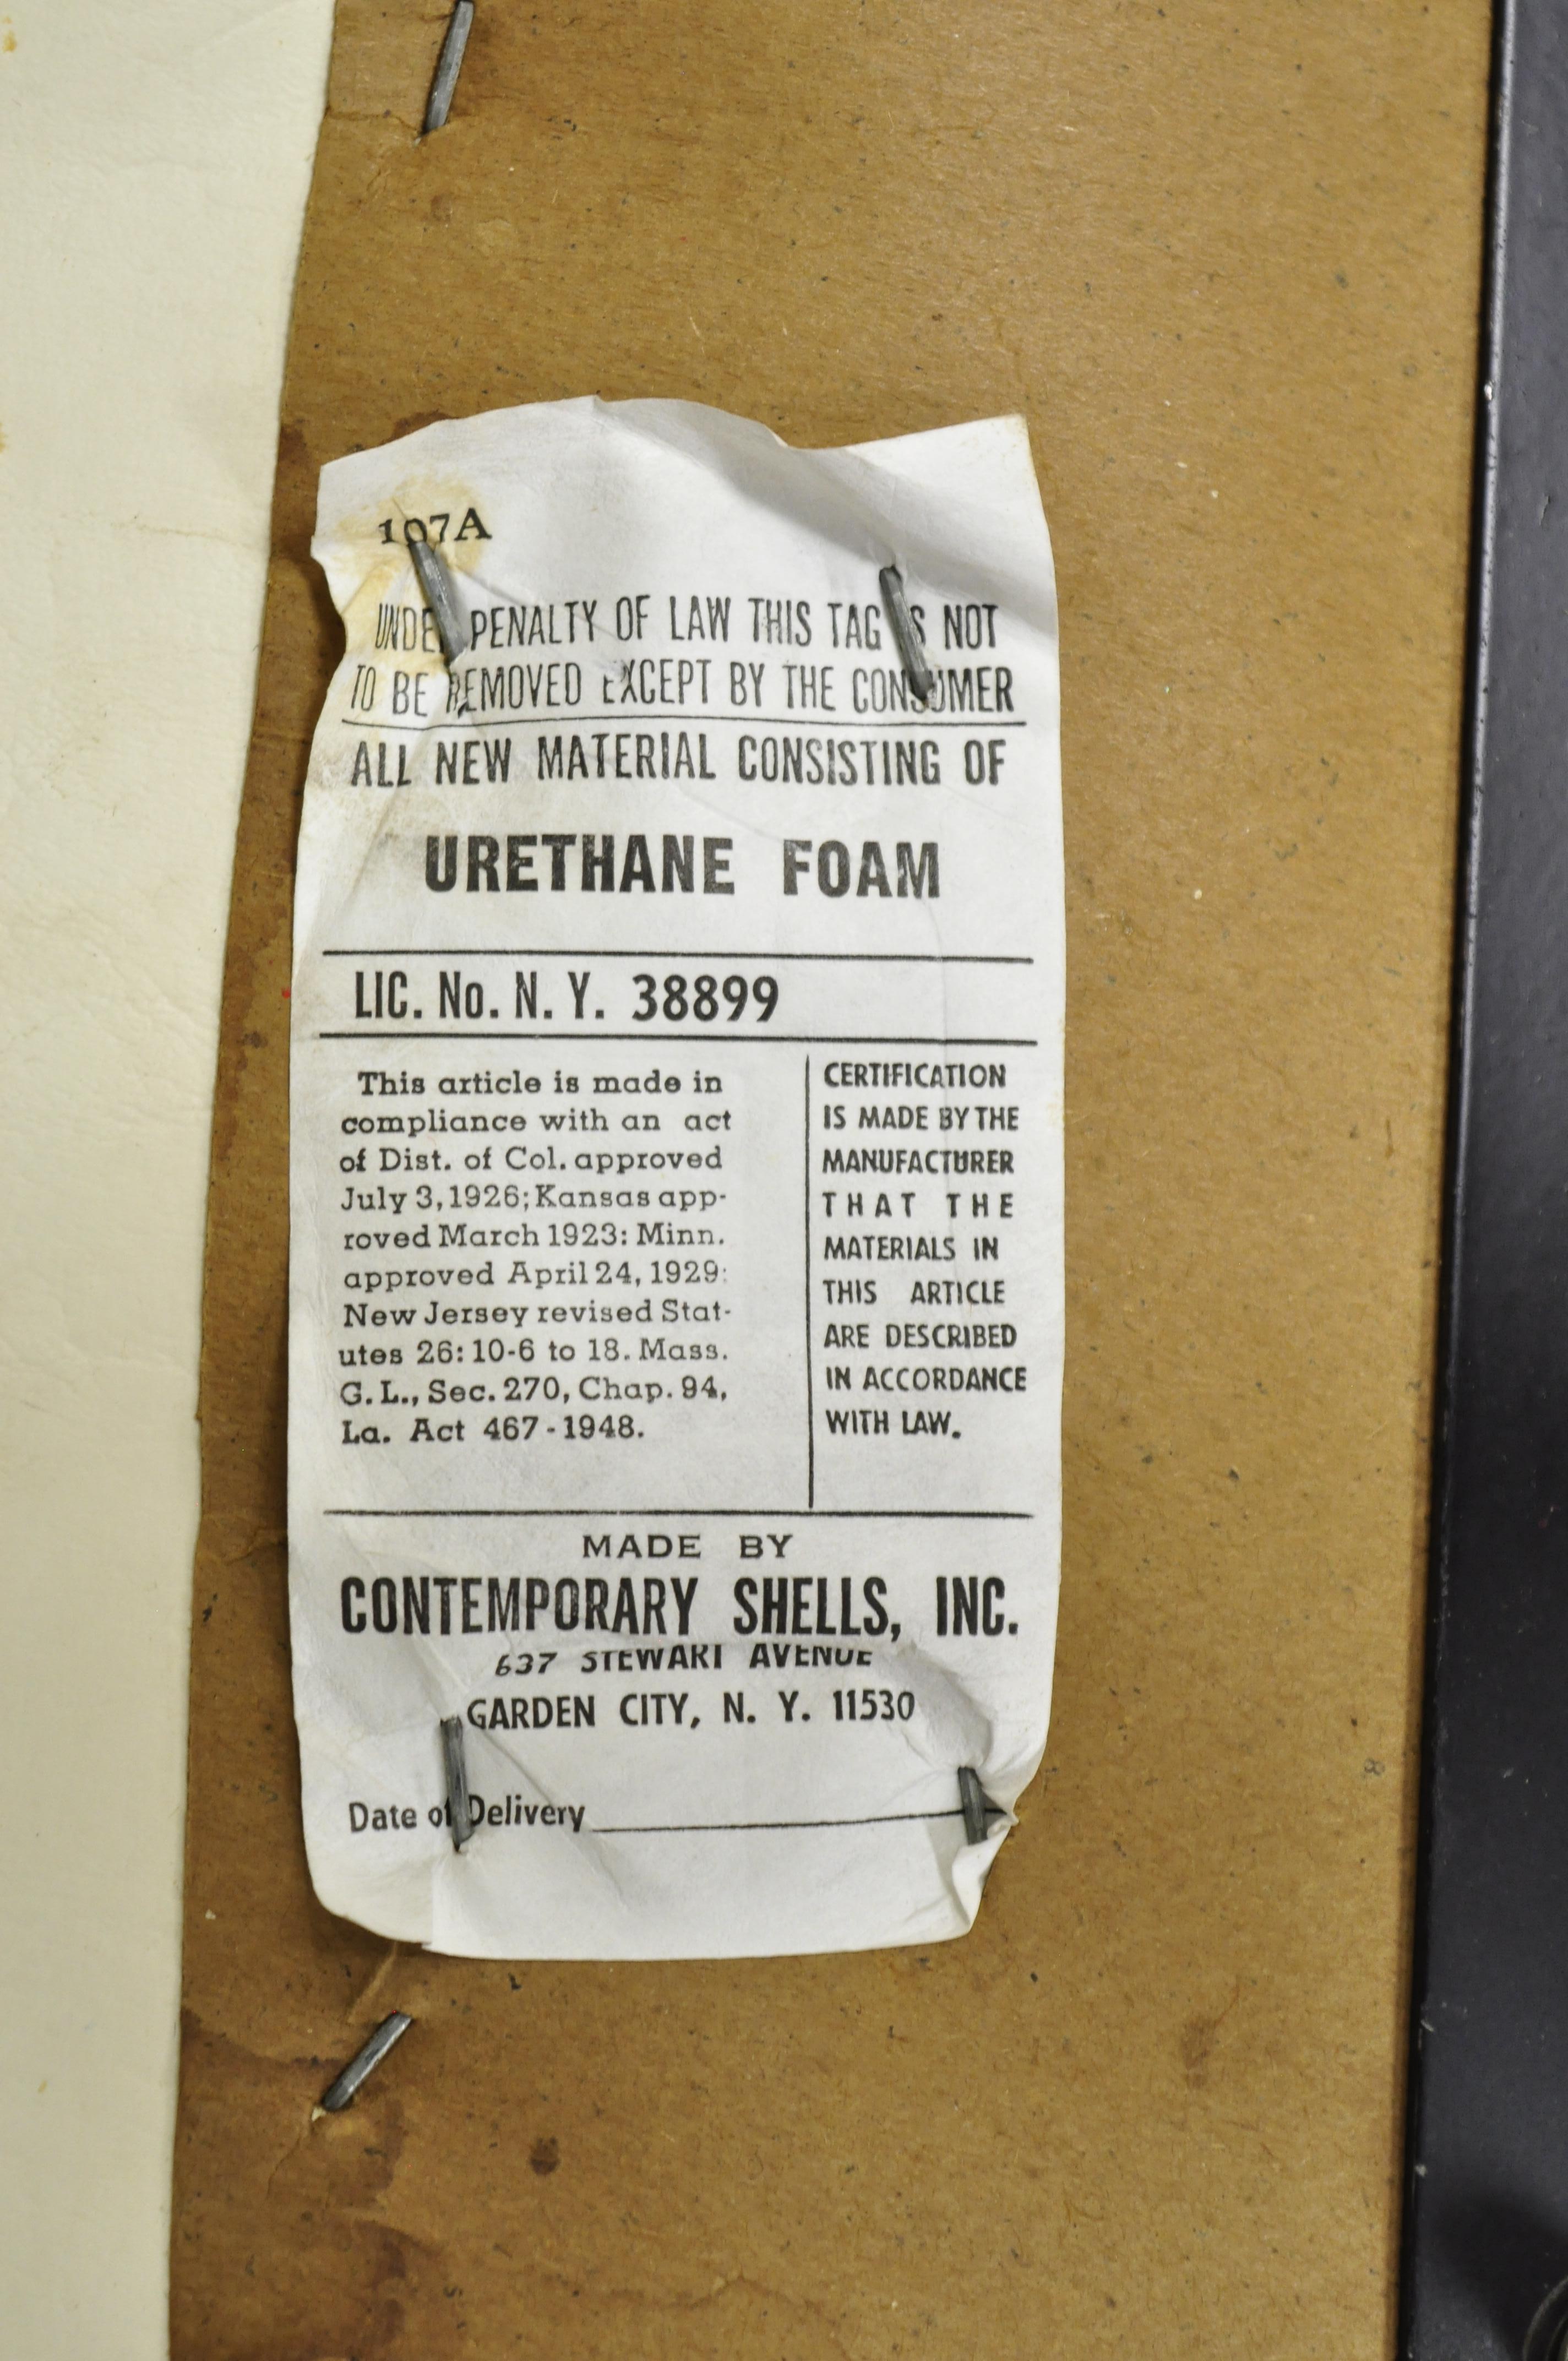 107A
UNDER PENALTY OF LAW THIS TAG IS NOT
TO BE REMOVED EXCEPT BY THE CONSUMER
ALL NEW MATERIAL CONSISTING OF
URETHANE FOAM
LIC. No. N. Y. 38899
This article is made in
compliance with an act
of Dist. of Col. approved
July 3, 1926; Kansas app-
roved March 1923: Minn.
approved April 24, 1929:
New Jersey revised Stat-
utes 26: 10-6 to 18. Mass.
G. L., Sec. 270, Chap. 94,
La. Act 467 - 1948.
CERTIFICATION
IS MADE BY THE
MANUFACTURER
THAT THE
MATERIALS IN
THIS ARTICLE
ARE DESCRIBED
IN ACCORDANCE
WITH LAW.
MADE BY
CONTEMPORARY SHELLS, INC.
637 STEWART AVENUE
GARDEN CITY, N. Y. 11530
Date of Delivery